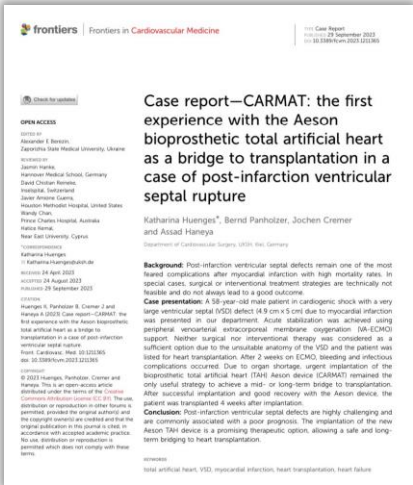 frontiers
Frontiers in Cardiovascular Medicine
TYPE Case Report
PUBLISHED 29 September 2023
DOI 10.3389/fcvm.2023.1211365
Check for updates
OPEN ACCESS
EDITED BY
Alexander E. Berezin,
Zaporizhia State Medical University, Ukraine
REVIEWED BY
Jasmin Hanke,
Hannover Medical School, Germany
David Christian Reineke,
Inselspital, Switzerland
Javier Amione Guerra,
Houston Methodist Hospital, United States
Wandy Chan,
Prince Charles Hospital, Australia
Hatice Kemal,
Near East University, Cyprus
*CORRESPONDENCE
Katharina Huenges
Katharina.Huenges@uksh.de
RECEIVED 24 April 2023
ACCEPTED 24 August 2023
PUBLISHED 29 September 2023
CITATION
Huenges K, Panholzer B, Cremer J and
Haneya A (2023) Case report—CARMAT: the
first experience with the Aeson bioprosthetic
total artificial heart as a bridge to
transplantation in a case of post-infarction
ventricular septal rupture.
Front. Cardiovasc. Med. 10:1211365.
doi: 10.3389/fcvm.2023.1211365
COPYRIGHT
© 2023 Huenges, Panholzer, Cremer and
Haneya. This is an open-access article
distributed under the terms of the Creative
Commons Attribution License (CC BY). The use,
distribution or reproduction in other forums is
permitted, provided the original author(s) and
the copyright owner(s) are credited and that the
original publication in this journal is cited, in
accordance with accepted academic practice.
No use, distribution or reproduction is
permitted which does not comply with these
terms.
Case report—CARMAT: the first
experience with the Aeson
bioprosthetic total artificial heart
as a bridge to transplantation in a
case of post-infarction ventricular
septal rupture
Katharina Huenges*, Bernd Panholzer, Jochen Cremer
and Assad Haneya
Department of Cardiovascular Surgery, UKSH, Kiel, Germany
Background: Post-infarction ventricular septal defects remain one of the most
feared complications after myocardial infarction with high mortality rates. In
special cases, surgical or interventional treatment strategies are technically not
feasible and do not always lead to a good outcome.
Case presentation: A 58-year-old male patient in cardiogenic shock with a very
large ventricular septal (VSD) defect (4.9 cm × 5 cm) due to myocardial infarction
was presented in our department. Acute stabilization was achieved using
peripheral venoarterial extracorporeal membrane oxygenation (VA-ECMO)
support. Neither surgical nor interventional therapy was considered as a
sufficient option due to the unsuitable anatomy of the VSD and the patient was
listed for heart transplantation. After 2 weeks on ECMO, bleeding and infectious
complications occurred. Due to organ shortage, urgent implantation of the
bioprosthetic total artificial heart (TAH) Aeson device (CARMAT) remained the
only useful strategy to achieve a mid- or long-term bridge to transplantation.
After successful implantation and good recovery with the Aeson device, the
patient was transplanted 4 weeks after implantation.
Conclusion: Post-infarction ventricular septal defects are highly challenging and
are commonly associated with a poor prognosis. The implantation of the new
Aeson TAH device is a promising therapeutic option, allowing a safe and long-
term bridging to heart transplantation.
KEYWORDS
total artificial heart, VSD, myocardial infarction, heart transplantation, heart failure